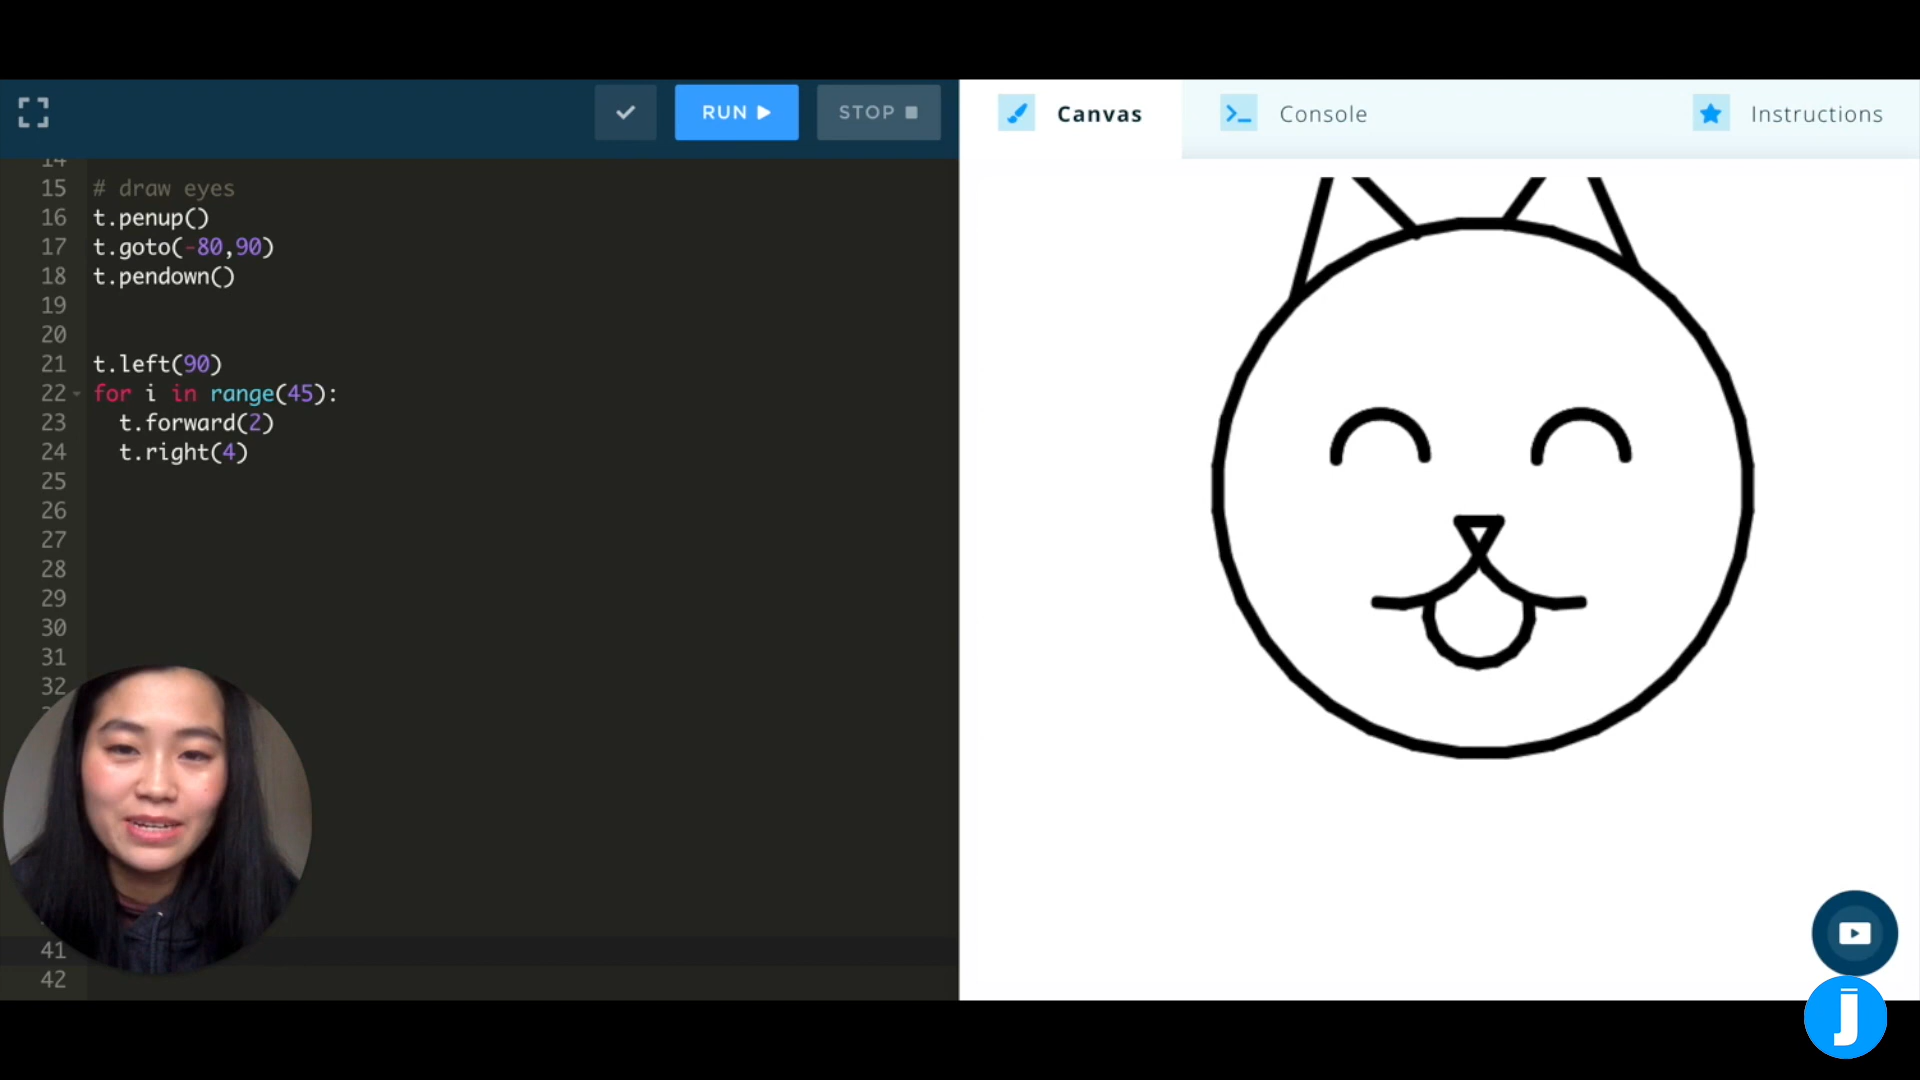 RUN
STOP
Canvas
Console
Instructions
14
15 # draw eyes
16 t.penup()
17 t.goto(-80,90)
18 t.pendown()
19
20
21 t.left(90)
22 for i in range(45):
23 t.forward(2)
24 t.right(4)
25
26
27
28
29
30
31
32
41
42
J